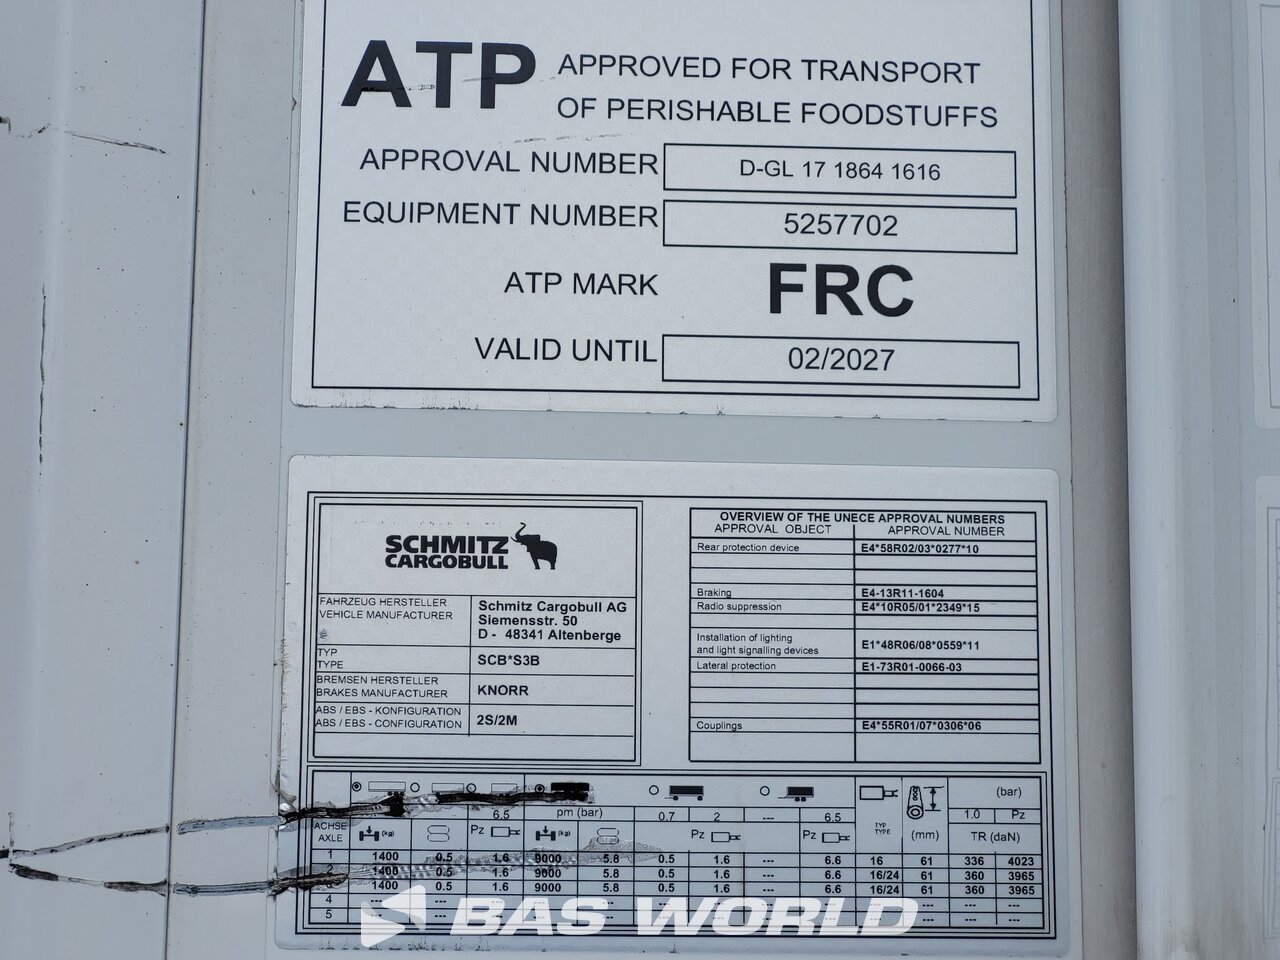 ATP APPROVED FOR TRANSPORT
OF PERISHABLE FOODSTUFFS
APPROVAL NUMBER D-GL 17 1864 1616
EQUIPMENT NUMBER 5257702
ATP MARK FRC
VALID UNTIL 02/2027
SCHMITZ
CARGOBULL
FAHRZEUG HERSTELLER
VEHICLE MANUFACTURER
Schmitz Cargobull AG
Siemensstr. 50
D - 48341 Altenberge
TYP
TYPE
SCB*S3B
BREMSEN HERSTELLER
BRAKES MANUFACTURER
KNORR
ABS / EBS - KONFIGURATION
ABS / EBS - CONFIGURATION
2S/2M
OVERVIEW OF THE UNECE APPROVAL NUMBERS
APPROVAL OBJECT APPROVAL NUMBER
Rear protection device E4*58R02/03*0277*10
Braking E4-13R11-1604
Radio suppression E4*10R05/01*2349*15
Installation of lighting
and light signalling devices
E1*48R06/08*0559*11
Lateral protection E1-73R01-0066-03
Couplings E4*55R01/07*0306*06
(bar)
6.5 pm (bar) 0.7 2 --- 6.5 1.0 Pz
ACHSE
AXLE
(kg) Pz (kg) Pz Pz TYP
TYPE
(mm) TR (daN)
1 1400 0.5 1.6 9000 5.8 0.5 1.6 --- 6.6 16 61 336 4023
2 1400 0.5 1.6 9000 5.8 0.5 1.6 --- 6.6 16/24 61 360 3965
1400 0.5 1.6 9000 5.8 0.5 1.6 --- 6.6 16/24 61 360 3965
4
5
BAS WORLD